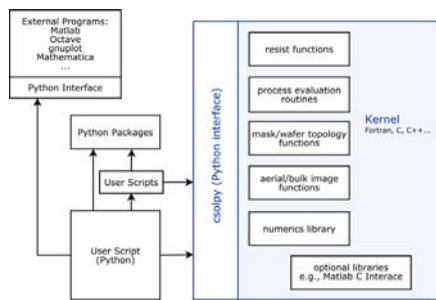 External Programs:
Matlab
Octave
gnuplot
Mathematica
...
Python Interface
Python Packages
User Scripts
User Script
(Python)
csolpy (Python interface)
resist functions
process evaluation
routines
mask/wafer topology
functions
aerial/bulk image
functions
numerics library
optional libraries
e.g., Matlab C Interace
Kernel
Fortran, C, C++...